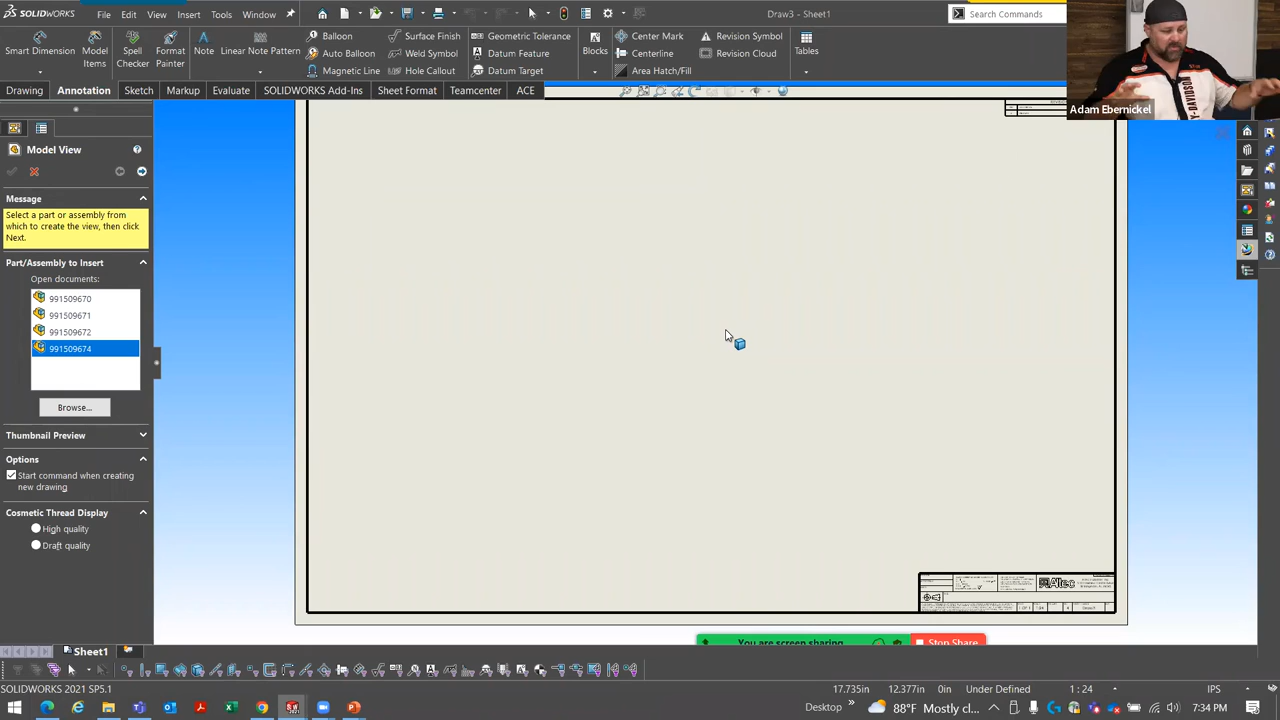 SOLIDWORKS
File Edit View Insert Tools
Draw3 - Sheet1
Search Commands
Smart Dimension
Model Items
Spell Checker
Format Painter
Note
Linear Note Pattern
Balloon
Auto Balloon
Magnetic Line
Surface Finish
Weld Symbol
Hole Callout
Geometric Tolerance
Datum Feature
Datum Target
Blocks
Center Mark
Centerline
Area Hatch/Fill
Revision Symbol
Revision Cloud
Tables
Drawing Annotation Sketch Markup Evaluate SOLIDWORKS Add-Ins Sheet Format Teamcenter ACE
Adam Ebernickel
Model View
Message
Select a part or assembly from
which to create the view, then click
Next.
Part/Assembly to Insert
Open documents:
991509670
991509671
991509672
991509674
Browse...
Thumbnail Preview
Options
Start command when creating
new drawing
Cosmetic Thread Display
High quality
Draft quality
Altec
You are screen sharing
Stop Share
Sheet1
SOLIDWORKS 2021 SP5.1
17.735in 12.377in 0in Under Defined 1 : 24 IPS
Desktop
88°F Mostly cl...
7:34 PM